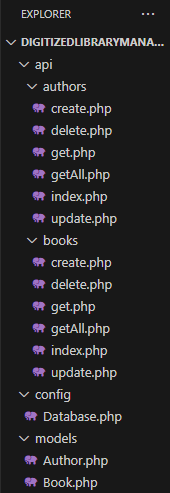 EXPLORER ...
DIGITIZEDLIBRARYMANA...
api
authors
create.php
delete.php
get.php
getAll.php
index.php
update.php
books
create.php
delete.php
get.php
getAll.php
index.php
update.php
config
Database.php
models
Author.php
Book.php